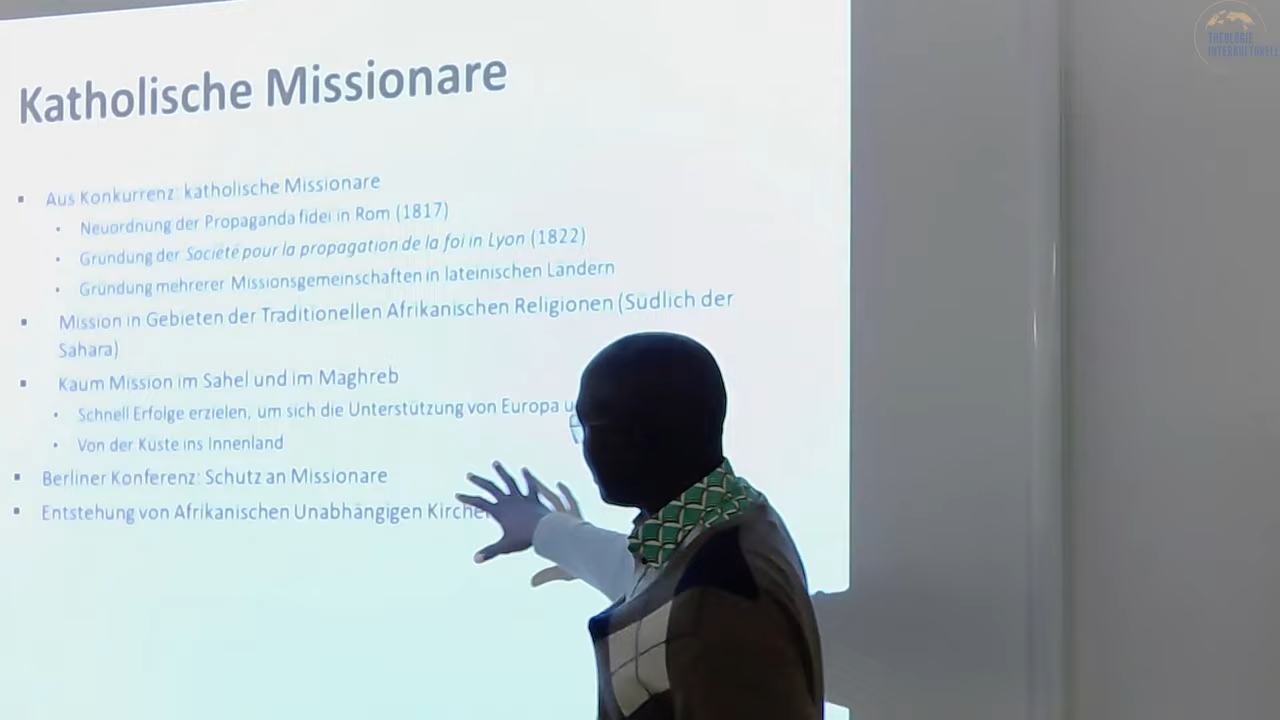 THEOLOGIE
INTERKULTURELL
Katholische Missionare
Aus Konkurrenz: katholische Missionare
Neuordnung der Propaganda fidei in Rom (1817)
Gründung der Société pour la propagation de la foi in Lyon (1822)
Gründung mehrerer Missionsgemeinschaften in lateinischen Ländern
Mission in Gebieten der Traditionellen Afrikanischen Religionen (Südlich der
Sahara)
Kaum Mission im Sahel und im Maghreb
Schnell Erfolge erzielen, um sich die Unterstützung von Europa
Von der Küste ins Innenland
Berliner Konferenz: Schutz an Missionare
Entstehung von Afrikanischen Unabhängigen Kirche